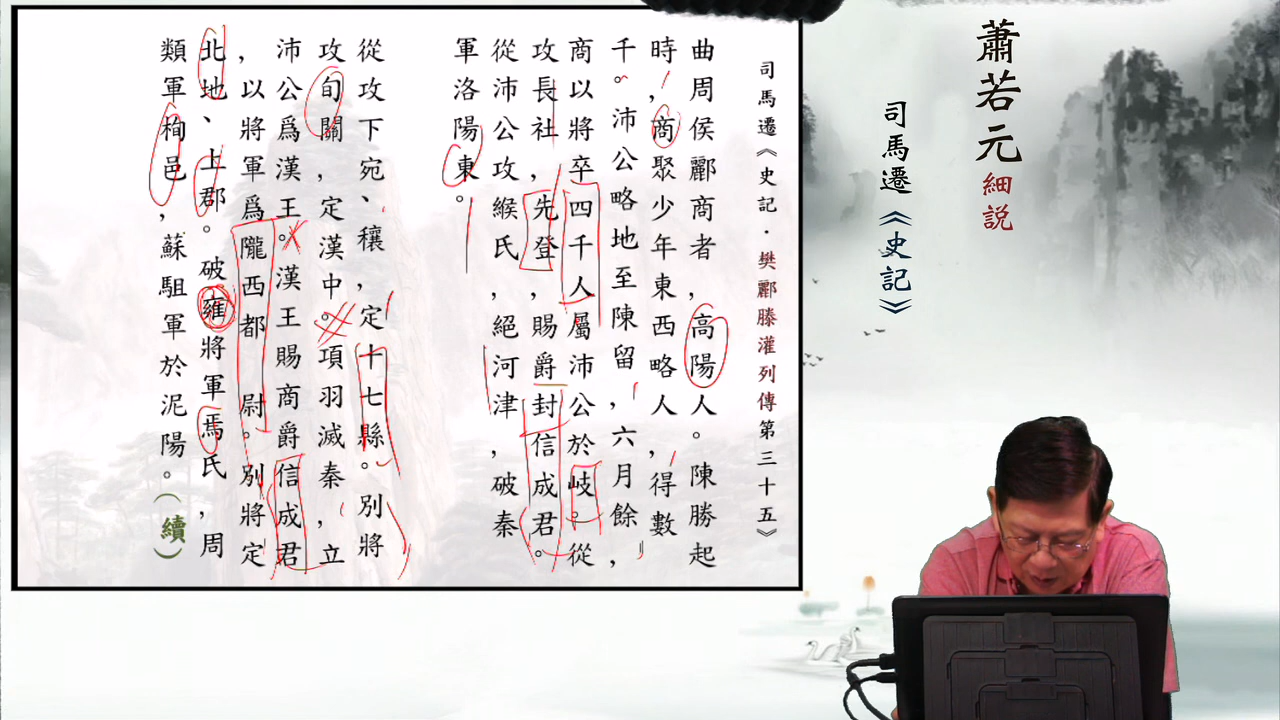 蕭若元細說
司馬遷《史記》
司馬遷《史記．樊酈滕灌列傳第三十五》
曲周侯酈商者，高陽人。陳勝起
時，商聚少年東西略人，得數
千。沛公略地至陳留，六月餘，
商以將卒四千人屬沛公於岐。從
攻長社，先登，賜爵封信成君。
從沛公攻緱氏，絕河津，破秦
軍洛陽東。
從攻下宛、穰，定十七縣。別將
攻旬關，定漢中。項羽滅秦，立
沛公爲漢王。漢王賜商爵信成君
，以將軍爲隴西都尉。別將定
北地、上郡。破雍將軍焉氏，周
類軍栒邑，蘇駔軍於泥陽。（續）